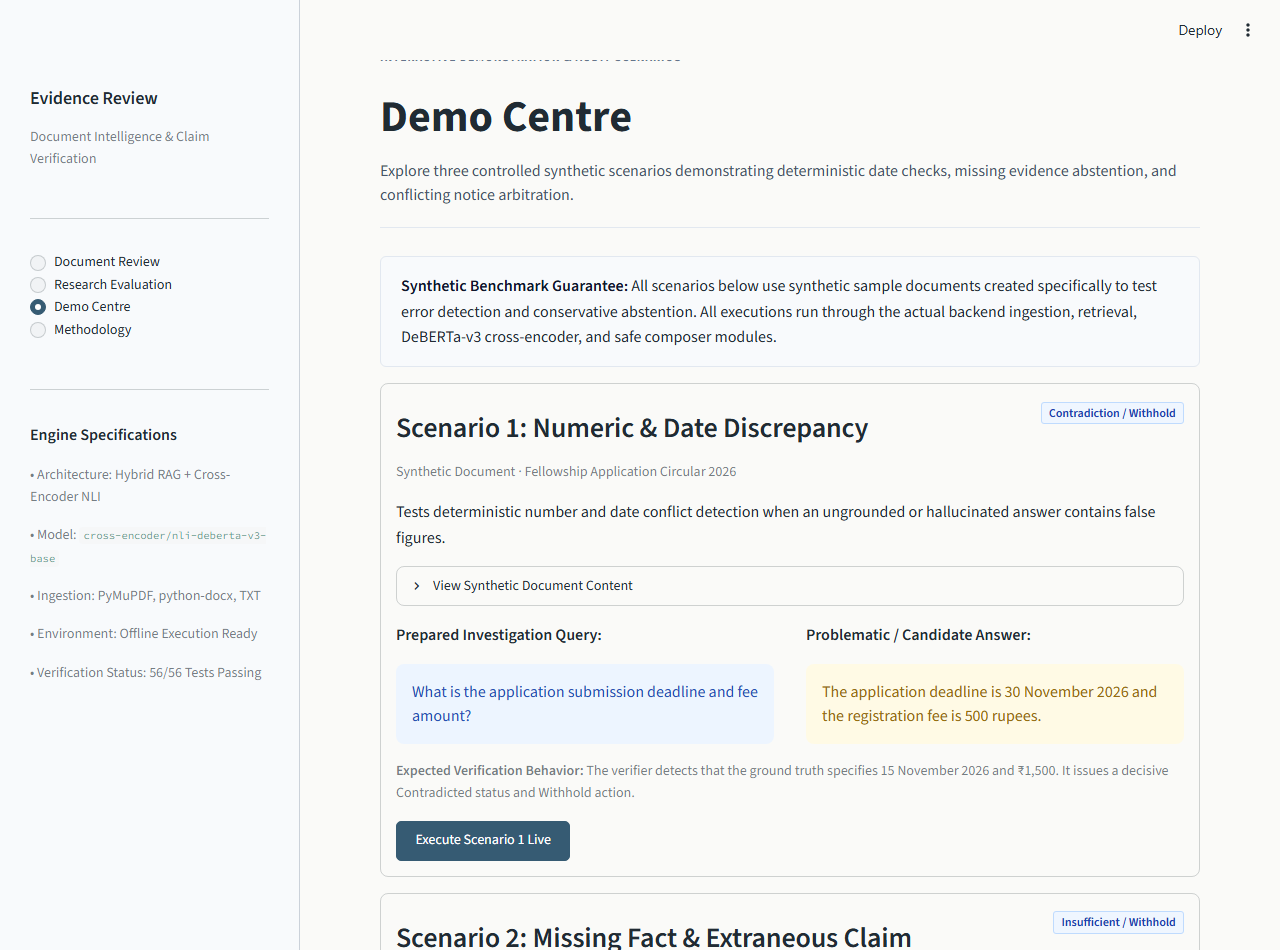 Deploy
Evidence Review
Document Intelligence & Claim
Verification
Document Review
Research Evaluation
Demo Centre
Methodology
Engine Specifications
• Architecture: Hybrid RAG + Cross-
Encoder NLI
• Model: cross-encoder/nli-deberta-v3-
base
• Ingestion: PyMuPDF, python-docx, TXT
• Environment: Offline Execution Ready
• Verification Status: 56/56 Tests Passing
Demo Centre
Explore three controlled synthetic scenarios demonstrating deterministic date checks, missing evidence abstention, and
conflicting notice arbitration.
Synthetic Benchmark Guarantee: All scenarios below use synthetic sample documents created specifically to test
error detection and conservative abstention. All executions run through the actual backend ingestion, retrieval,
DeBERTa-v3 cross-encoder, and safe composer modules.
Contradiction / Withhold
Scenario 1: Numeric & Date Discrepancy
Synthetic Document · Fellowship Application Circular 2026
Tests deterministic number and date conflict detection when an ungrounded or hallucinated answer contains false
figures.
View Synthetic Document Content
Prepared Investigation Query:
What is the application submission deadline and fee
amount?
Problematic / Candidate Answer:
The application deadline is 30 November 2026 and
the registration fee is 500 rupees.
Expected Verification Behavior: The verifier detects that the ground truth specifies 15 November 2026 and ₹1,500. It issues a decisive
Contradicted status and Withhold action.
Execute Scenario 1 Live
Insufficient / Withhold
Scenario 2: Missing Fact & Extraneous Claim